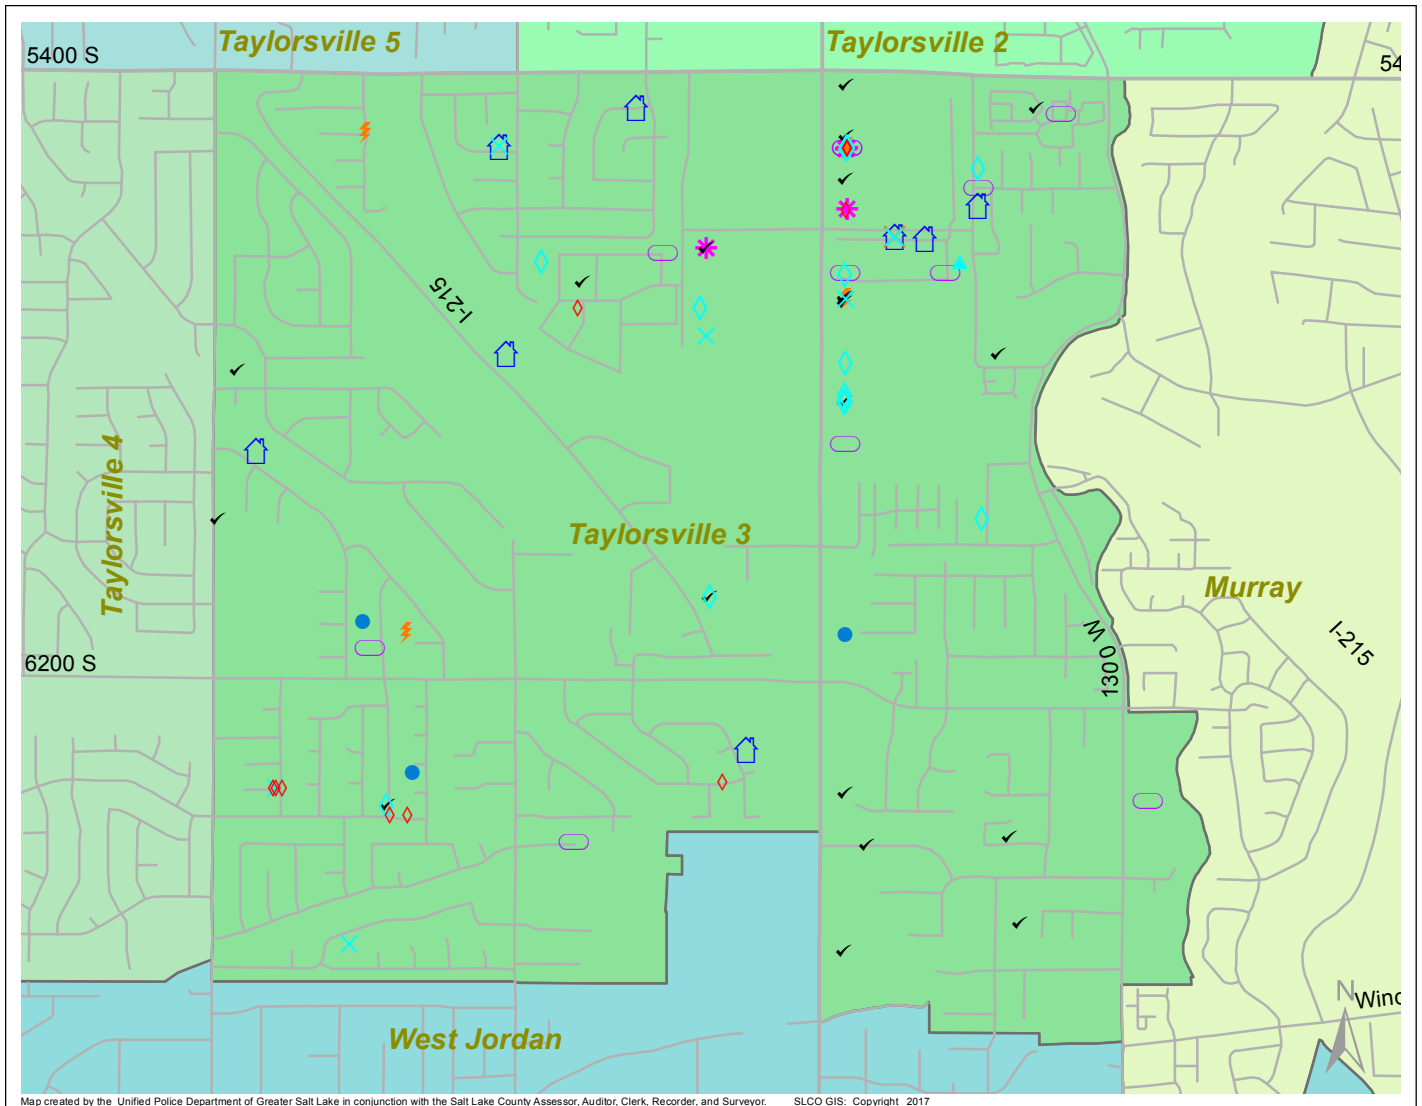 Taylorsville 5
Taylorsville 2
5400 S
54
I-215
Taylorsville 4
Taylorsville 3
Murray
I-215
1300 W
6200 S
West Jordan
N
Winc
Map created by the Unified Police Department of Greater Salt Lake in conjunction with the Salt Lake County Assessor, Auditor, Clerk, Recorder, and Surveyor. SLCO GIS: Copyright 2017